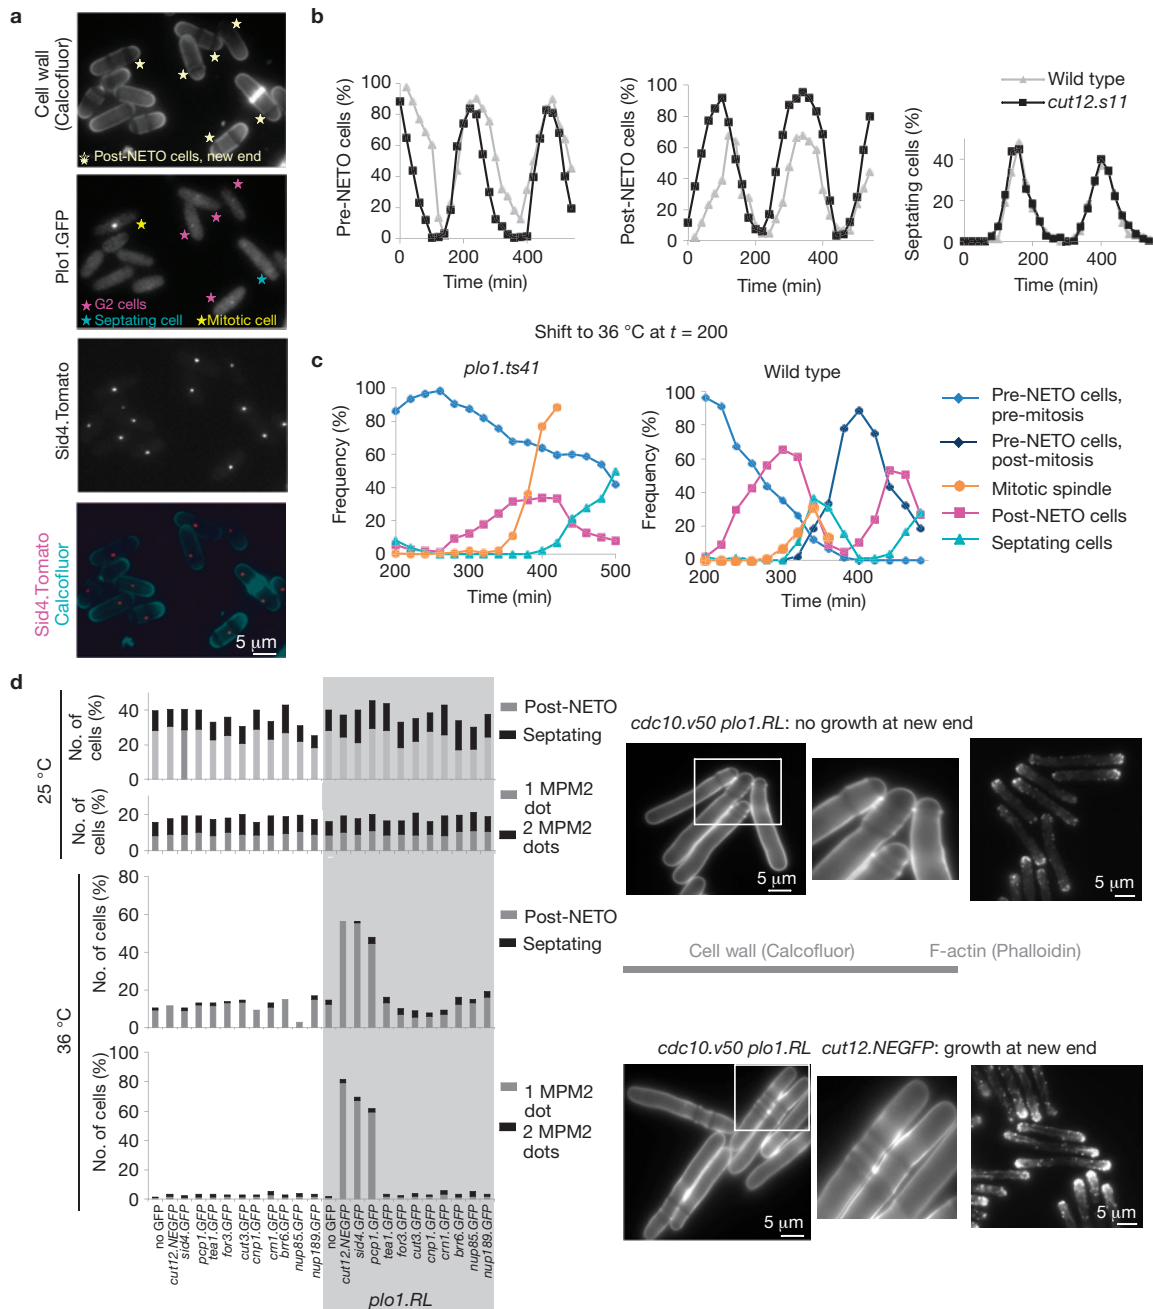 a
Cell wall
(Calcofluor)
Post-NETO cells, new end
Plo1.GFP
G2 cells
Septating cell
Mitotic cell
Sid4.Tomato
Sid4.Tomato
Calcofluor
5 μm
b
Wild type
cut12.s11
Pre-NETO cells (%)
100
80
60
40
20
0
0
200
400
Time (min)
Post-NETO cells (%)
100
80
60
40
20
0
0
200
400
Time (min)
Septating cells (%)
40
20
0
200
400
Time (min)
Shift to 36 °C at t = 200
c
plo1.ts41
Frequency (%)
100
80
60
40
20
0
200
300
400
500
Time (min)
Wild type
Frequency (%)
100
80
60
40
20
0
200
300
400
Time (min)
Pre-NETO cells,
pre-mitosis
Pre-NETO cells,
post-mitosis
Mitotic spindle
Post-NETO cells
Septating cells
d
25 °C
No. of
cells (%)
40
20
0
Post-NETO
Septating
No. of
cells (%)
20
0
1 MPM2
dot
2 MPM2
dots
36 °C
No. of cells (%)
80
60
40
20
0
Post-NETO
Septating
No. of cells (%)
100
80
60
40
20
0
1 MPM2
dot
2 MPM2
dots
no GFP
cut12.NEGFP
sid4.GFP
pcp1.GFP
tea1.GFP
for3.GFP
cut3.GFP
cnp1.GFP
crn1.GFP
brr6.GFP
nup85.GFP
nup189.GFP
no GFP
cut12.NEGFP
sid4.GFP
pcp1.GFP
tea1.GFP
for3.GFP
cut3.GFP
cnp1.GFP
crn1.GFP
brr6.GFP
nup85.GFP
nup189.GFP
plo1.RL
cdc10.v50 plo1.RL: no growth at new end
5 μm
5 μm
Cell wall (Calcofluor)
F-actin (Phalloidin)
cdc10.v50 plo1.RL cut12.NEGFP: growth at new end
5 μm
5 μm